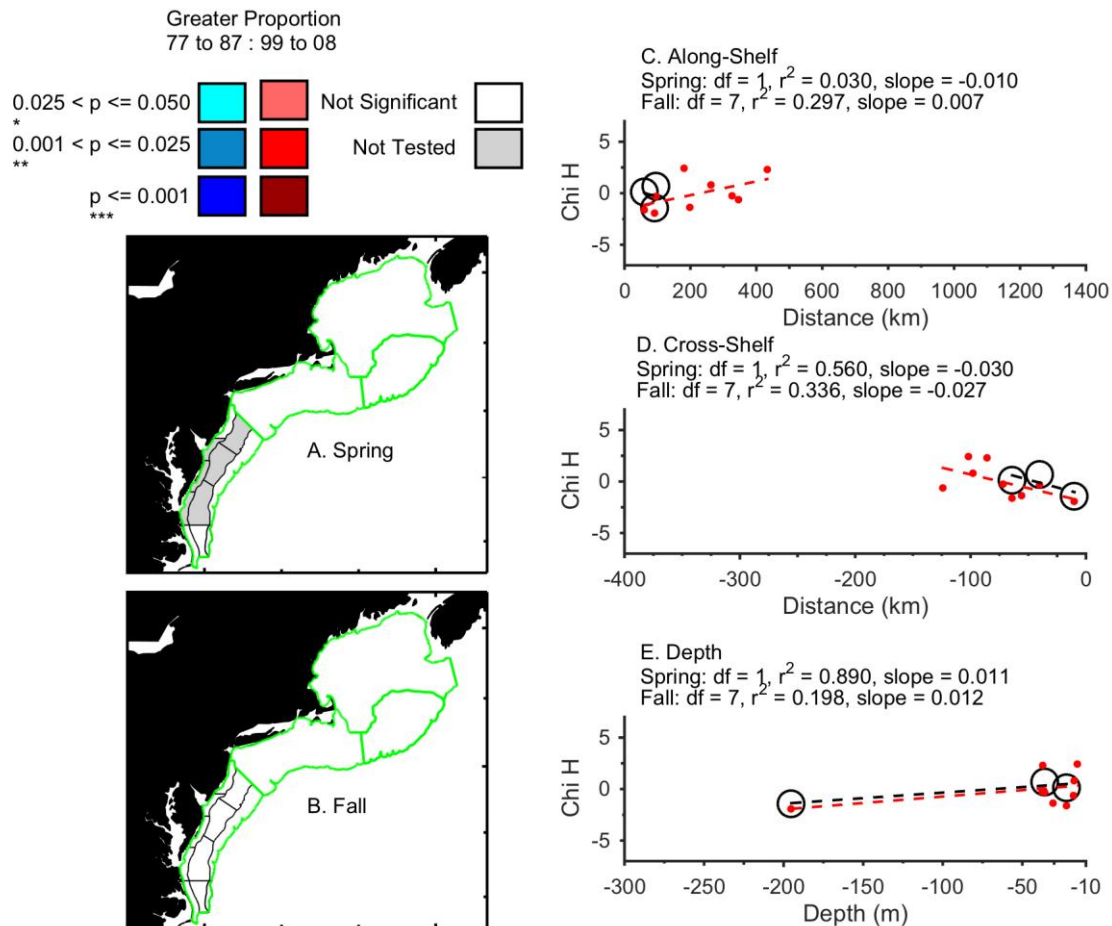 Greater Proportion
77 to 87 : 99 to 08
0.025 < p <= 0.050
*
0.001 < p <= 0.025
**
p <= 0.001
***
Not Significant
Not Tested
A. Spring
B. Fall
C. Along-Shelf
Spring: df = 1, r² = 0.030, slope = -0.010
Fall: df = 7, r² = 0.297, slope = 0.007
5
0
-5
Chi H
0 200 400 600 800 1000 1200 1400
Distance (km)
D. Cross-Shelf
Spring: df = 1, r² = 0.560, slope = -0.030
Fall: df = 7, r² = 0.336, slope = -0.027
5
0
-5
Chi H
-400 -300 -200 -100 0
Distance (km)
E. Depth
Spring: df = 1, r² = 0.890, slope = 0.011
Fall: df = 7, r² = 0.198, slope = 0.012
5
0
-5
Chi H
-300 -250 -200 -150 -100 -50 -10
Depth (m)